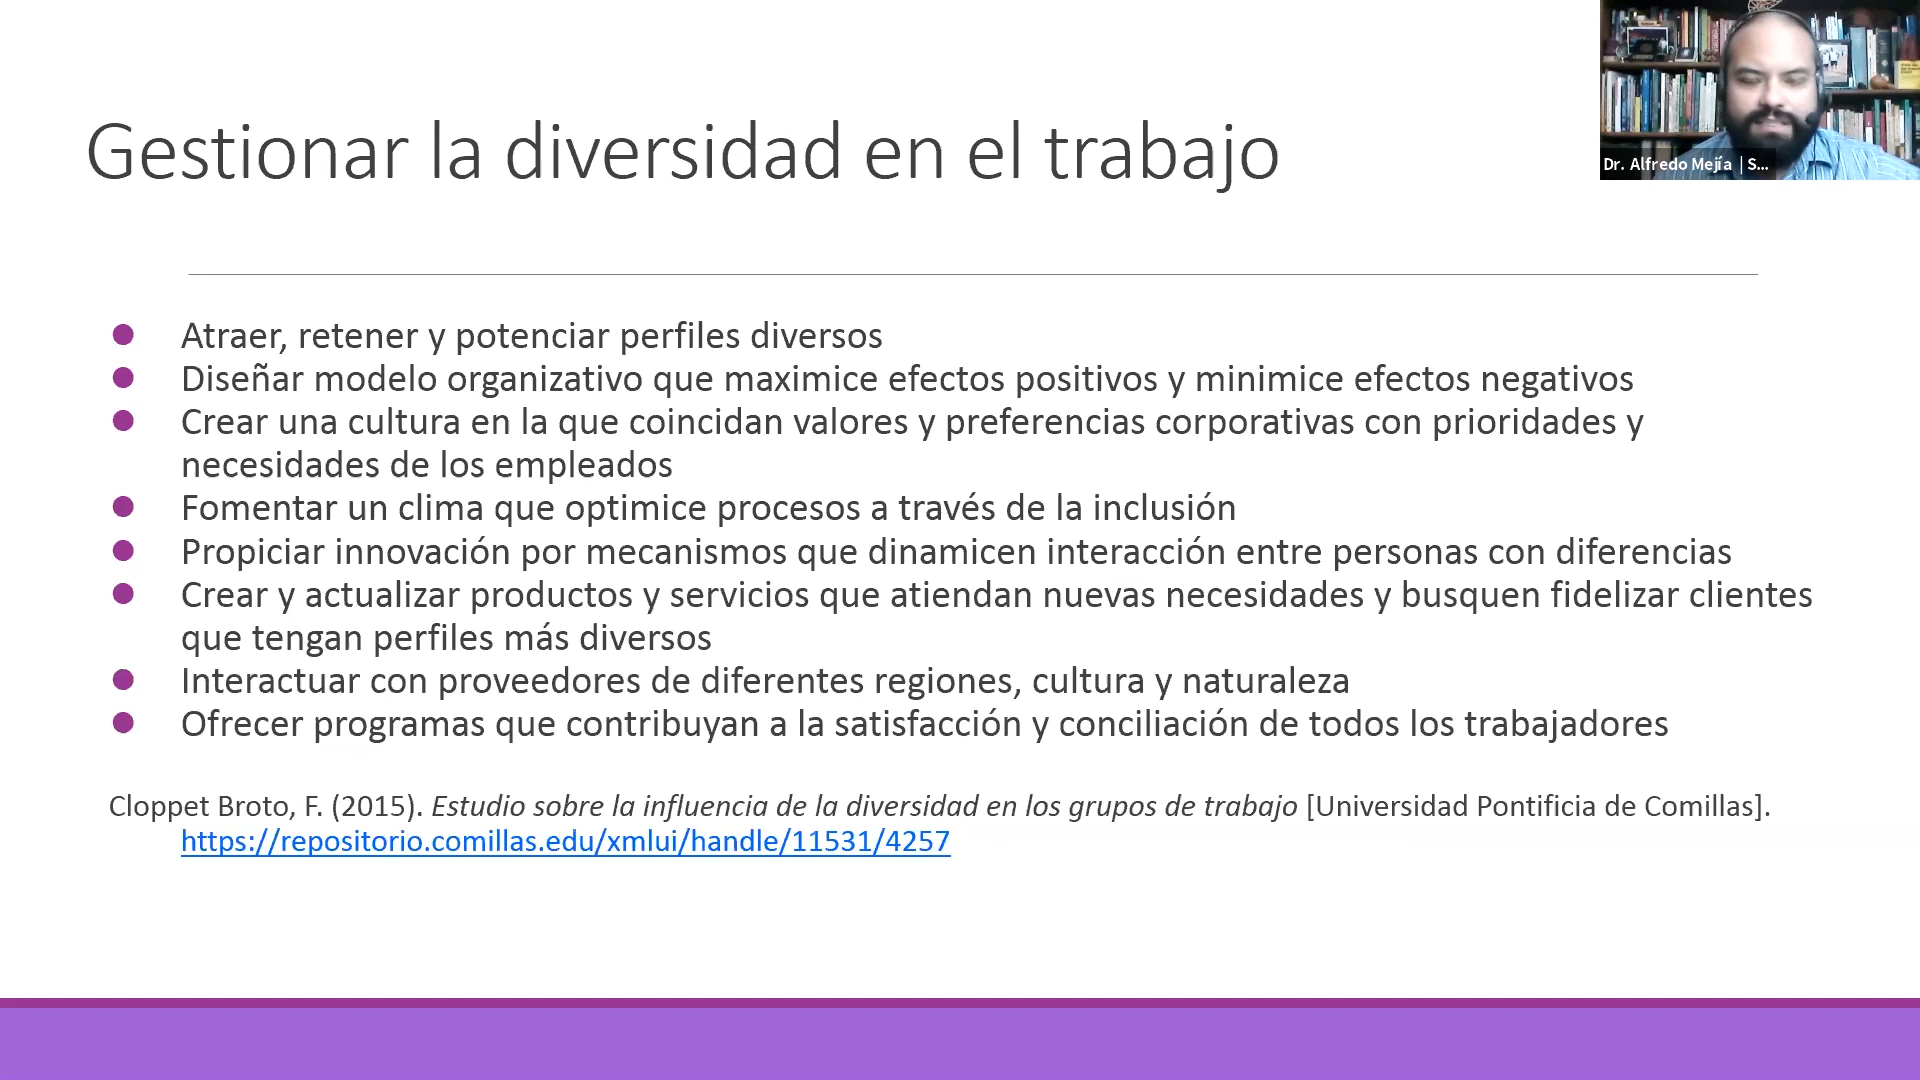 Gestionar la diversidad en el trabajo
Dr. Alfredo Mejía | S...
● Atraer, retener y potenciar perfiles diversos
● Diseñar modelo organizativo que maximice efectos positivos y minimice efectos negativos
● Crear una cultura en la que coincidan valores y preferencias corporativas con prioridades y
necesidades de los empleados
● Fomentar un clima que optimice procesos a través de la inclusión
● Propiciar innovación por mecanismos que dinamicen interacción entre personas con diferencias
● Crear y actualizar productos y servicios que atiendan nuevas necesidades y busquen fidelizar clientes
que tengan perfiles más diversos
● Interactuar con proveedores de diferentes regiones, cultura y naturaleza
● Ofrecer programas que contribuyan a la satisfacción y conciliación de todos los trabajadores
Cloppet Broto, F. (2015). Estudio sobre la influencia de la diversidad en los grupos de trabajo [Universidad Pontificia de Comillas].
https://repositorio.comillas.edu/xmlui/handle/11531/4257